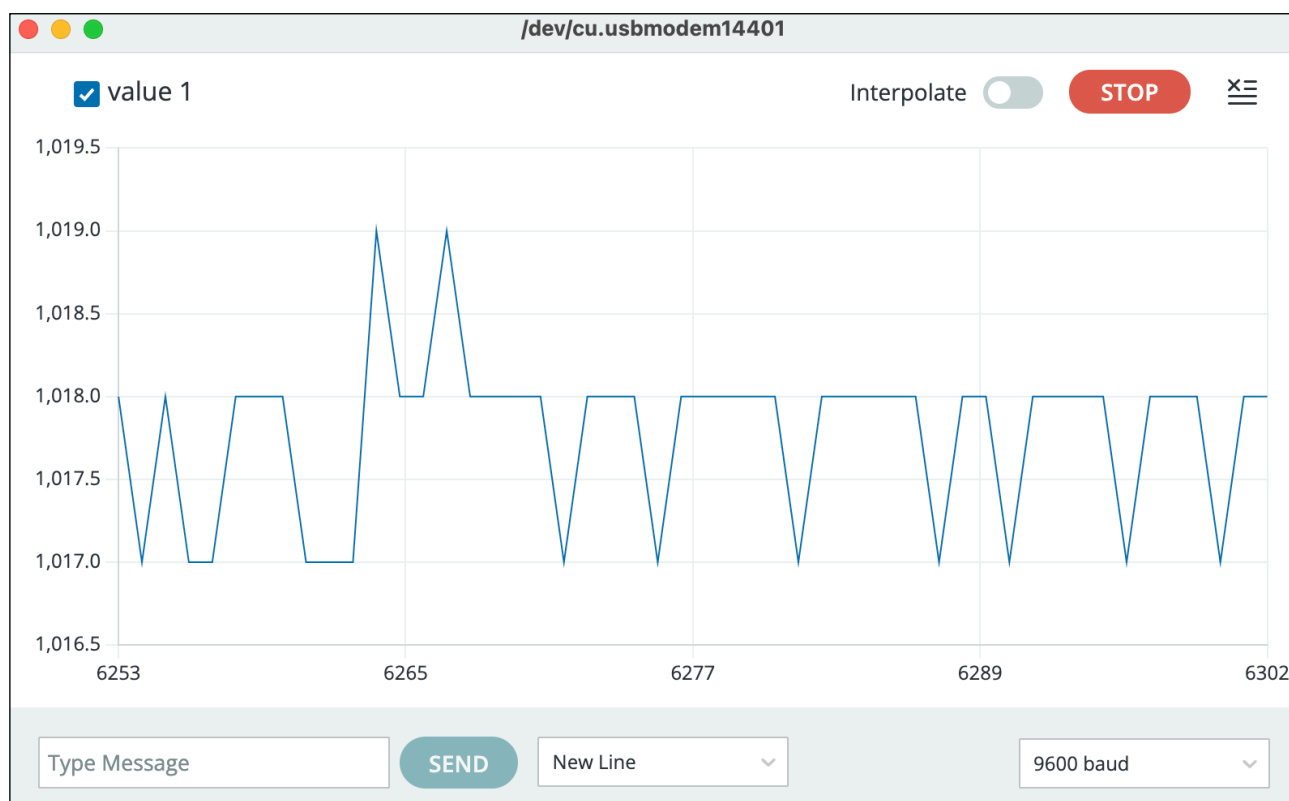 /dev/cu.usbmodem14401
value 1
Interpolate
STOP
1,019.5
1,019.0
1,018.5
1,018.0
1,017.5
1,017.0
1,016.5
6253 6265 6277 6289 6302
Type Message
SEND
New Line
9600 baud